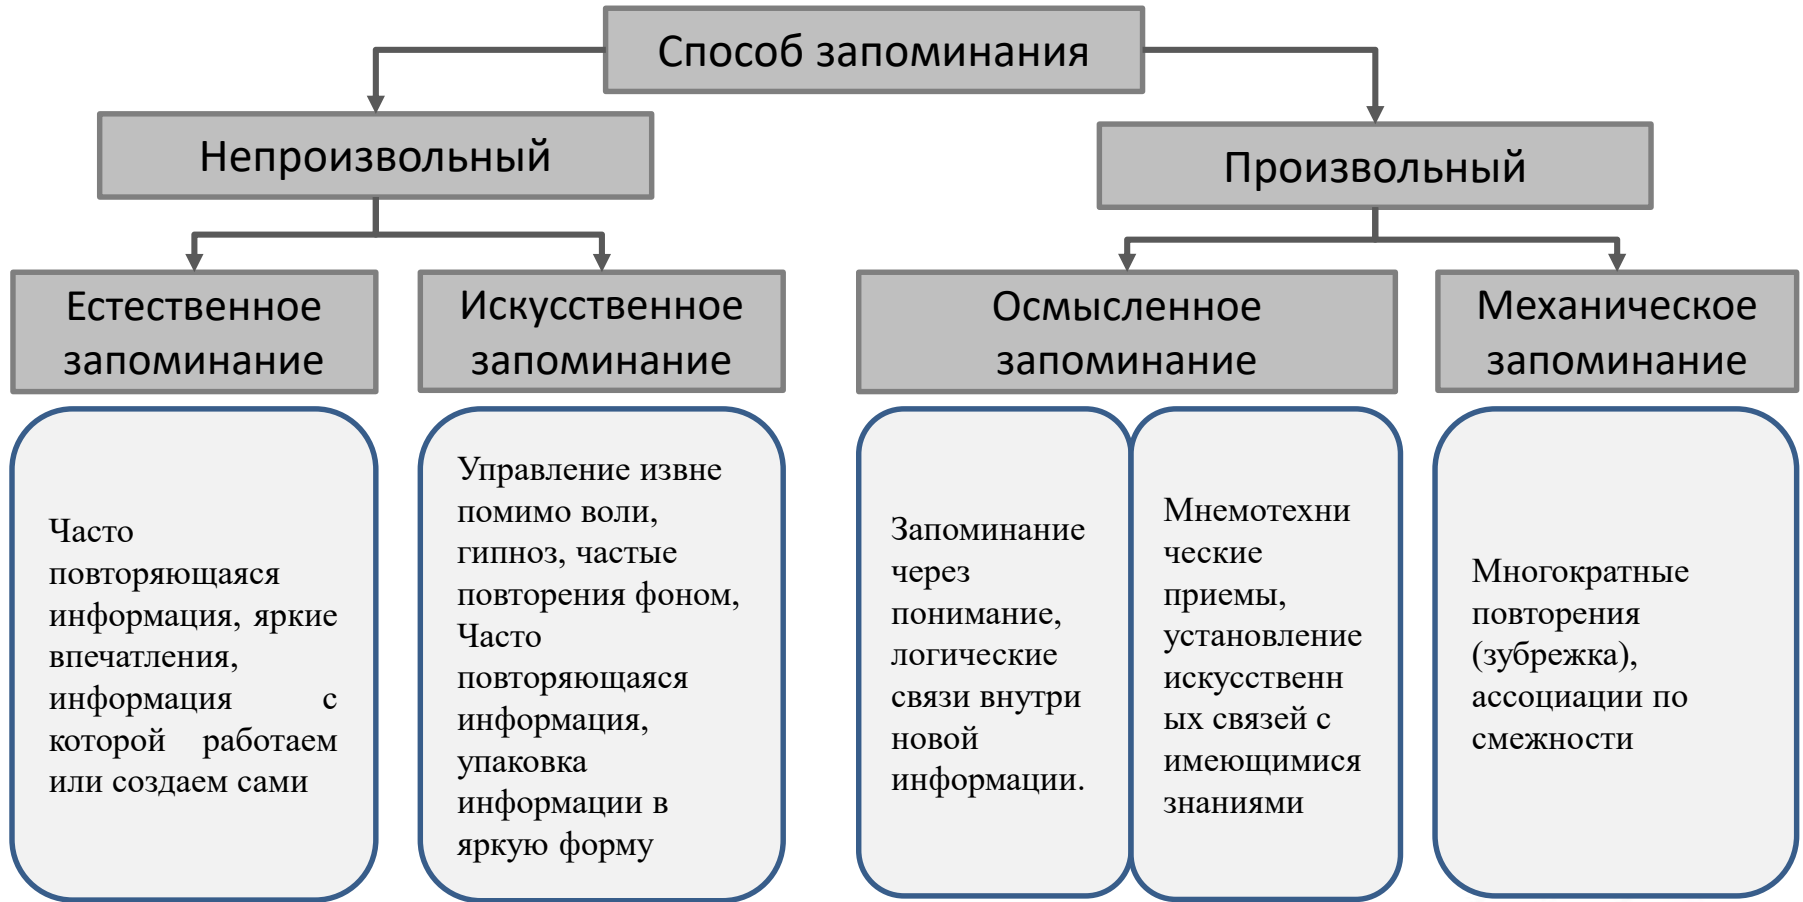 Способ запоминания
Непроизвольный
Произвольный
Естественное
запоминание
Искусственное
запоминание
Осмысленное
запоминание
Механическое
запоминание
Часто
повторяющаяся
информация, яркие
впечатления,
информация с
которой работаем
или создаем сами
Управление извне
помимо воли,
гипноз, частые
повторения фоном,
Часто
повторяющаяся
информация,
упаковка
информации в
яркую форму
Запоминание
через
понимание,
логические
связи внутри
новой
информации.
Мнемотехни
ческие
приемы,
установление
искусственн
ых связей с
имеющимися
знаниями
Многократные
повторения
(зубрежка),
ассоциации по
смежности